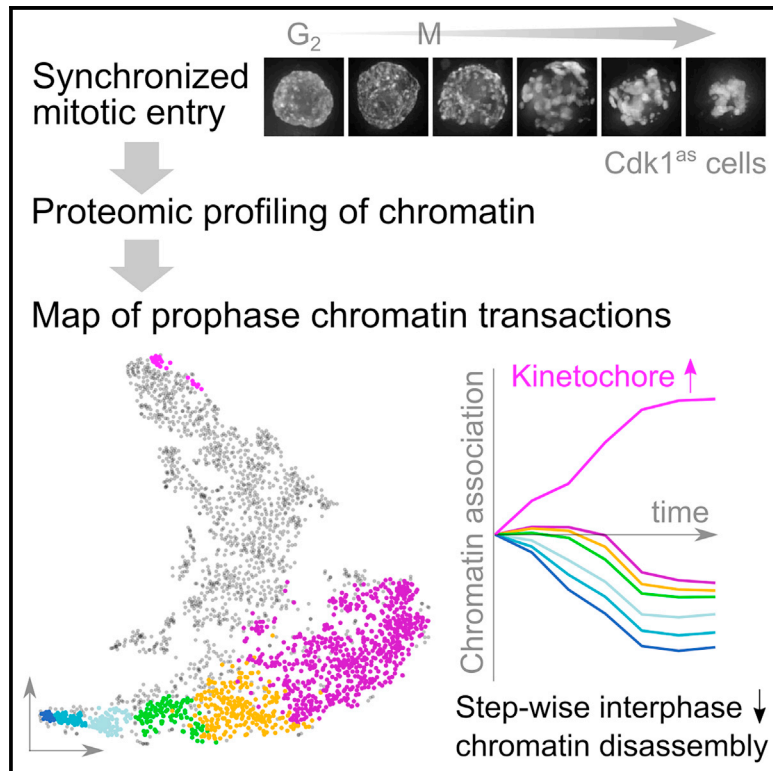 G₂ M
Synchronized
mitotic entry
Cdk1ᵃˢ cells
Proteomic profiling of chromatin
Map of prophase chromatin transactions
Kinetochore ↑
Chromatin association
time
Step-wise interphase ↓
chromatin disassembly